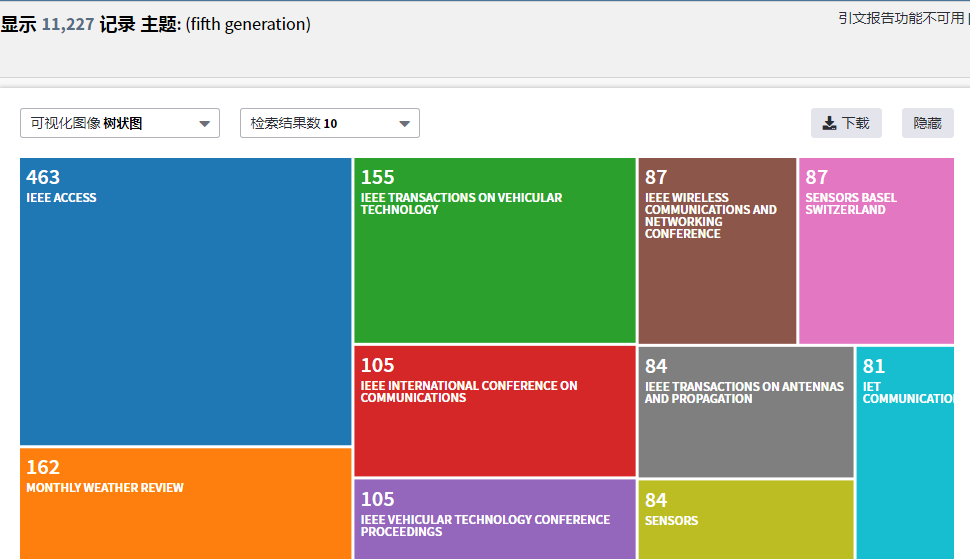 显示 11,227 记录 主题: (fifth generation)
引文报告功能不可用
可视化图像 树状图
检索结果数 10
下载
隐藏
463
IEEE ACCESS
155
IEEE TRANSACTIONS ON VEHICULAR
TECHNOLOGY
87
IEEE WIRELESS
COMMUNICATIONS AND
NETWORKING
CONFERENCE
87
SENSORS BASEL
SWITZERLAND
105
IEEE INTERNATIONAL CONFERENCE ON
COMMUNICATIONS
84
IEEE TRANSACTIONS ON ANTENNAS
AND PROPAGATION
81
IET
COMMUNICATIO
162
MONTHLY WEATHER REVIEW
105
IEEE VEHICULAR TECHNOLOGY CONFERENCE
PROCEEDINGS
84
SENSORS